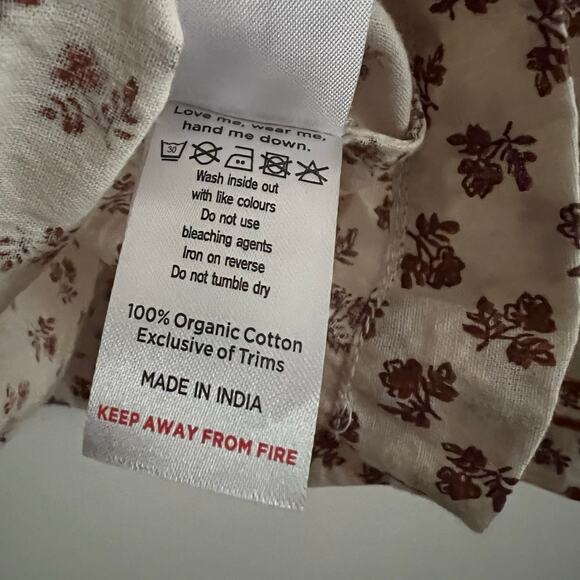 Love me, wear me,
hand me down.
30
Wash inside out
with like colours
Do not use
bleaching agents
Iron on reverse
Do not tumble dry
100% Organic Cotton
Exclusive of Trims
MADE IN INDIA
KEEP AWAY FROM FIRE